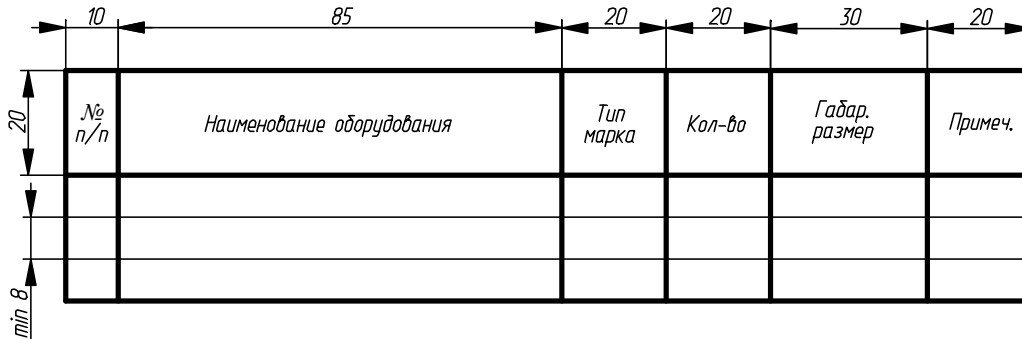 10 85 20 20 30 20
20
№
п/п
Наименование оборудования
Тип
марка
Кол-во
Габар.
размер
Примеч.
min 8